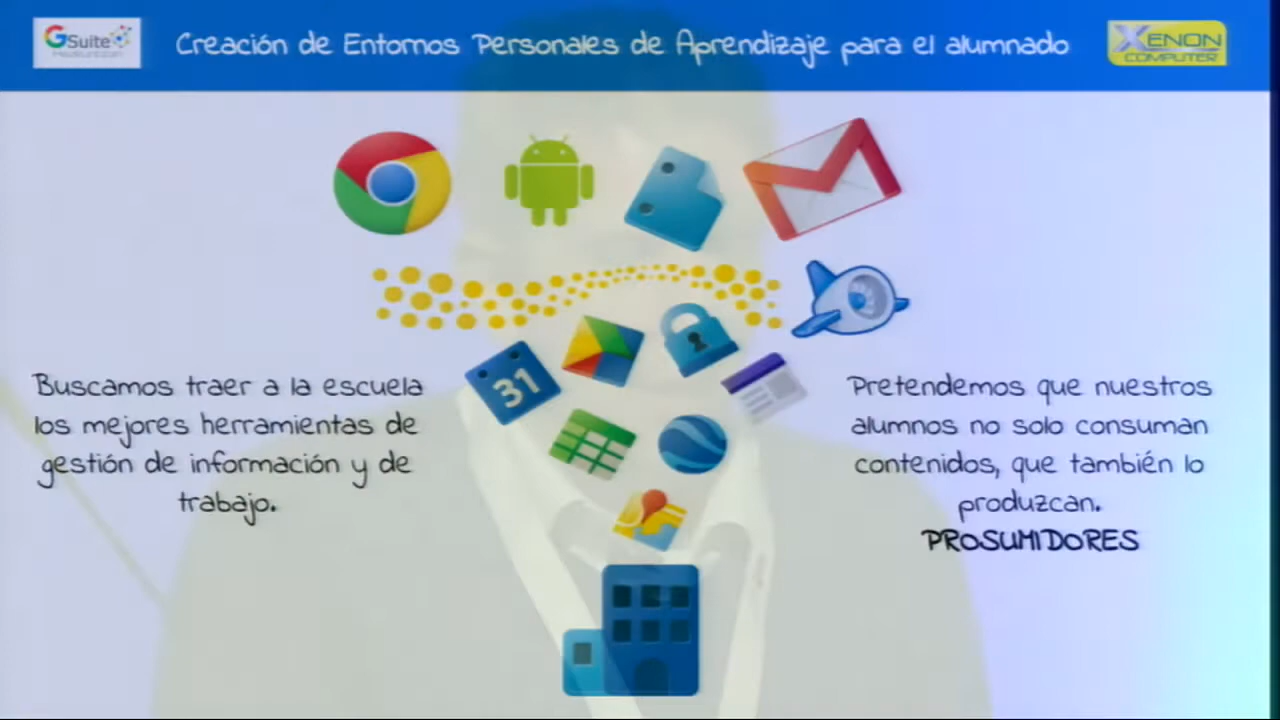 GSuite
Creación de Entornos Personales de Aprendizaje para el alumnado
XENON
COMPUTER
31
Buscamos traer a la escuela
los mejores herramientas de
gestión de información y de
trabajo.
Pretendemos que nuestros
alumnos no solo consuman
contenidos, que también lo
produzcan.
PROSUMIDORES